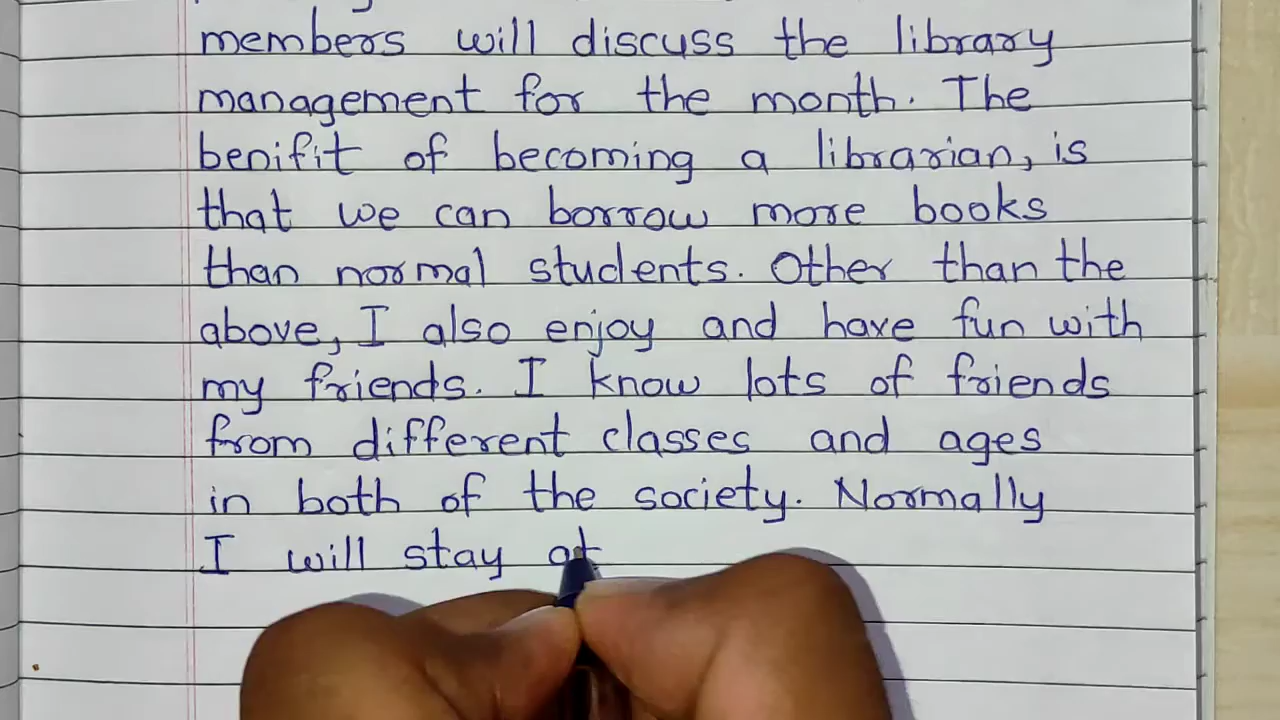 members will discuss the library
management for the month. The
benifit of becoming a librarian, is
that we can borrow more books
than normal students. Other than the
above, I also enjoy and have fun with
my friends. I know lots of friends
from different classes and ages
in both of the society. Normally
I will stay at